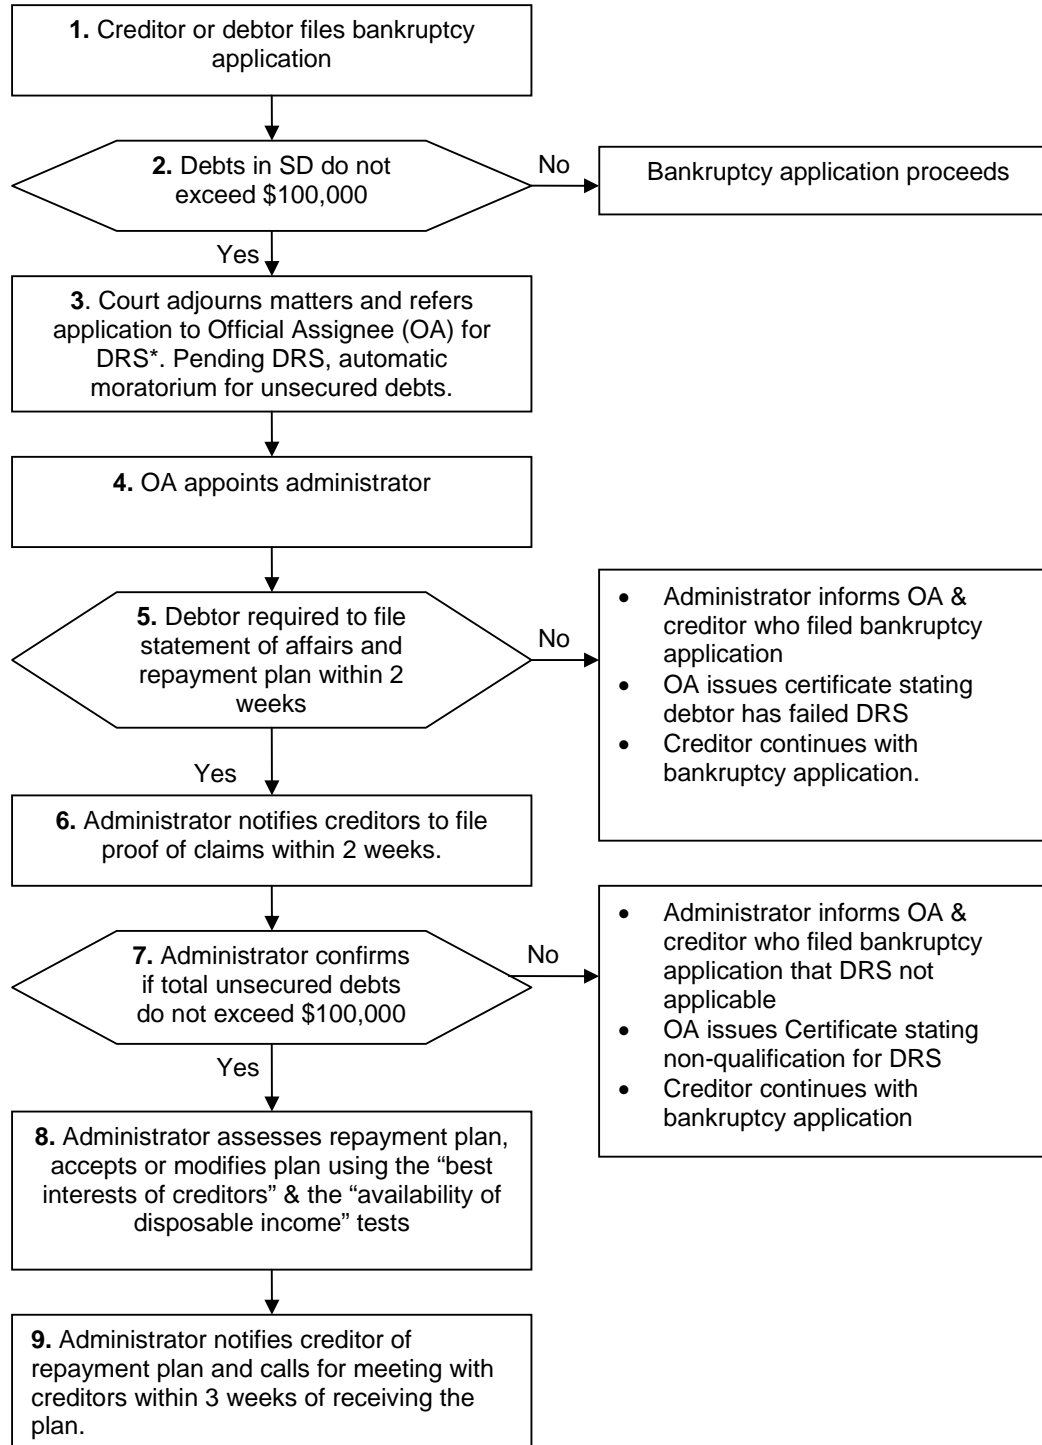 1. Creditor or debtor files bankruptcy
application
2. Debts in SD do not
exceed $100,000
No
Bankruptcy application proceeds
Yes
3. Court adjourns matters and refers
application to Official Assignee (OA) for
DRS*. Pending DRS, automatic
moratorium for unsecured debts.
4. OA appoints administrator
5. Debtor required to file
statement of affairs and
repayment plan within 2
weeks
No
• Administrator informs OA &
creditor who filed bankruptcy
application
• OA issues certificate stating
debtor has failed DRS
• Creditor continues with
bankruptcy application.
Yes
6. Administrator notifies creditors to file
proof of claims within 2 weeks.
7. Administrator confirms
if total unsecured debts
do not exceed $100,000
No
• Administrator informs OA &
creditor who filed bankruptcy
application that DRS not
applicable
• OA issues Certificate stating
non-qualification for DRS
• Creditor continues with
bankruptcy application
Yes
8. Administrator assesses repayment plan,
accepts or modifies plan using the “best
interests of creditors” & the “availability of
disposable income” tests
9. Administrator notifies creditor of
repayment plan and calls for meeting with
creditors within 3 weeks of receiving the
plan.